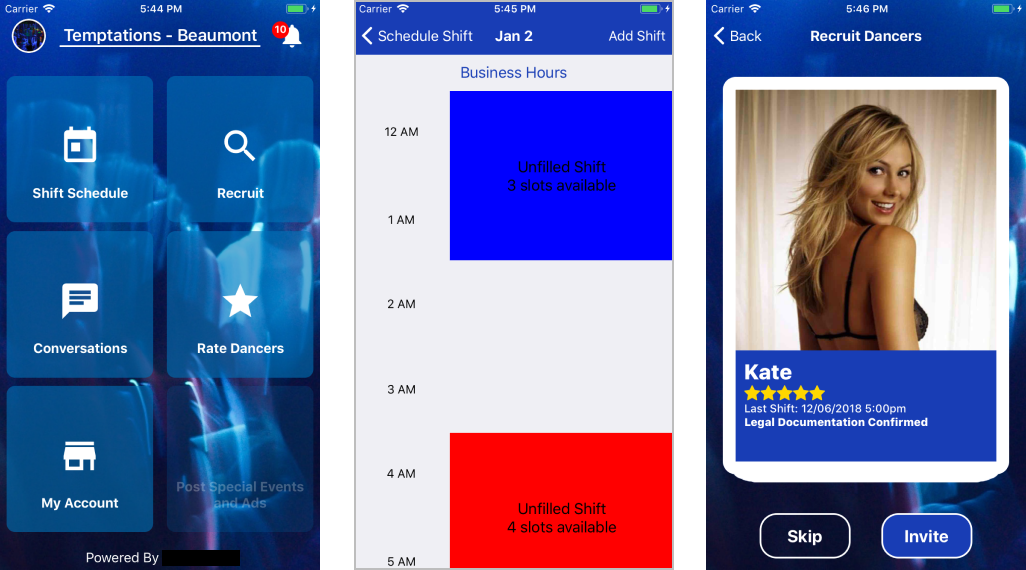 Carrier 5:44 PM
Temptations - Beaumont
10
Shift Schedule
Recruit
Conversations
Rate Dancers
My Account
Post Special Events
and Ads
Powered By
Carrier 5:45 PM
Schedule Shift Jan 2 Add Shift
Business Hours
12 AM
Unfilled Shift
3 slots available
1 AM
2 AM
3 AM
4 AM
Unfilled Shift
4 slots available
5 AM
Carrier 5:46 PM
Back Recruit Dancers
Kate
Last Shift: 12/06/2018 5:00pm
Legal Documentation Confirmed
Skip
Invite